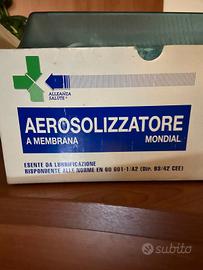 ALLEANZA
SALUTE
AEROSOLIZZATORE
A MEMBRANA MONDIAL
ESENTE DA LUBRIFICAZIONE
RISPONDENTE ALLE NORME EN 60 601-1/A2 (Dir. 93/42 CEE)
subito